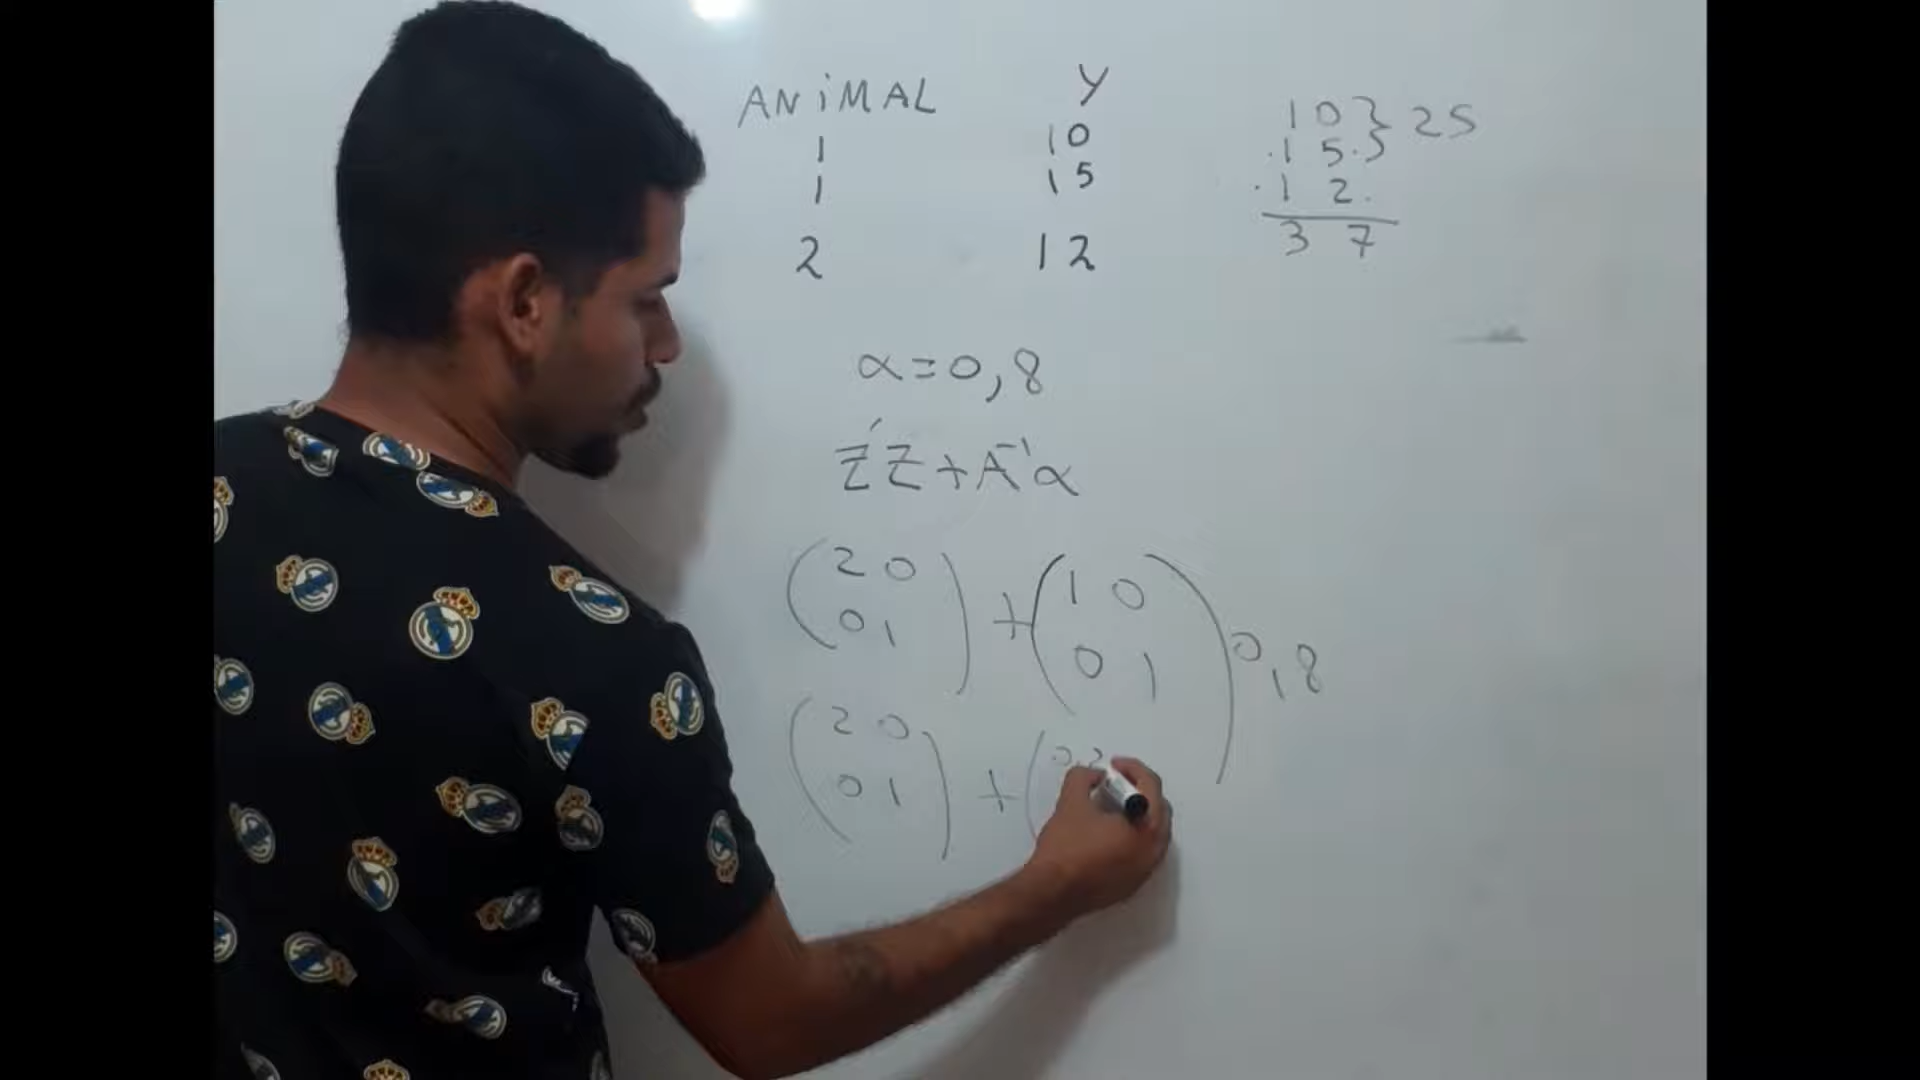 ANiMAL Y
1 10
1 15
2 12
10 } 25
.15.
.12.
37
α=0,8
ŹZ+A⁻¹α
(2 0 + (1 0
0 1) 0 1) 0,8
(2 0 + (
0 1)